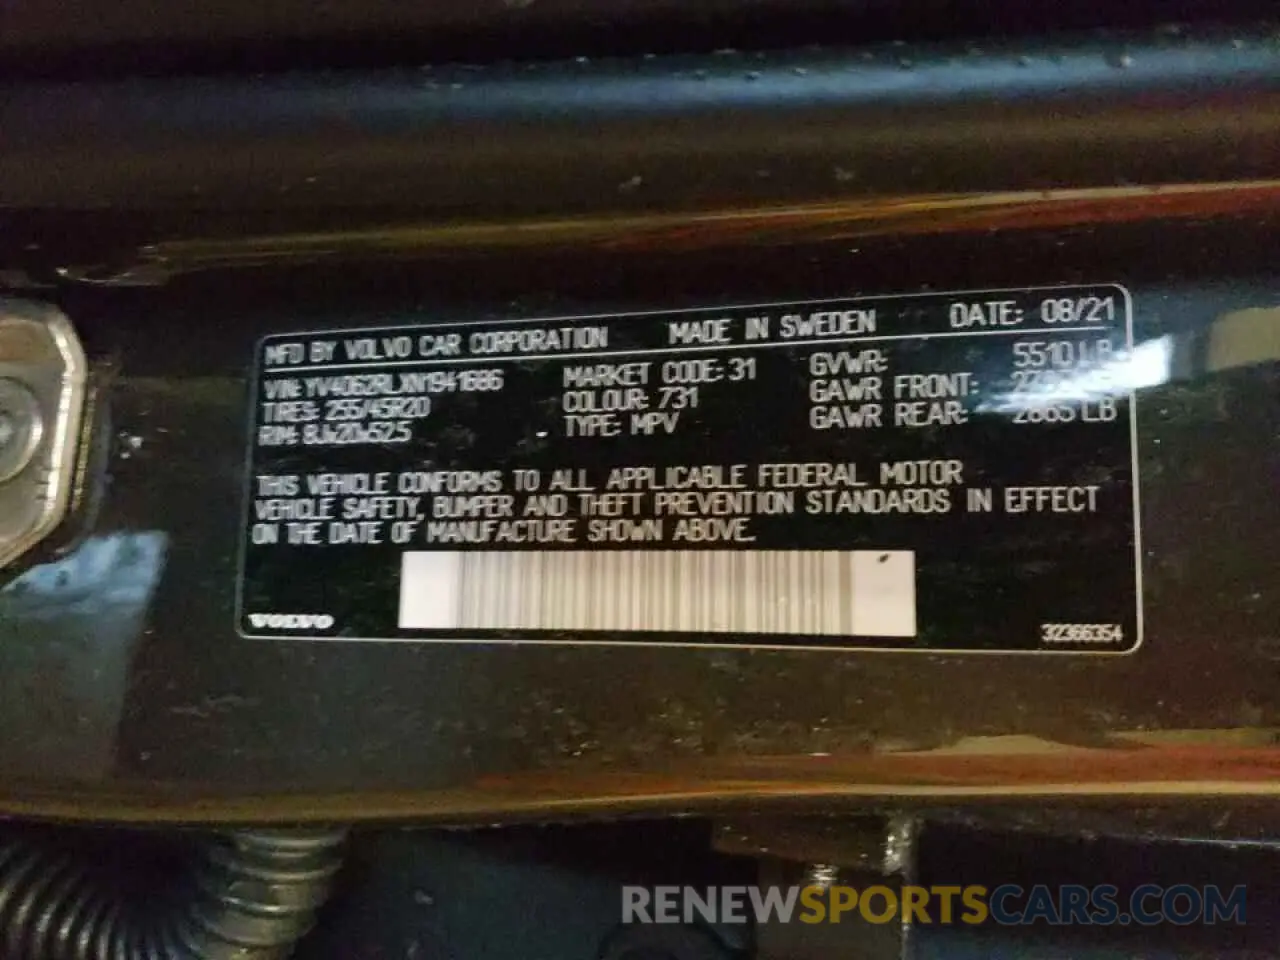 MFD BY VOLVO CAR CORPORATION MADE IN SWEDEN DATE: 08/21
VIN: YV4062RLXN1941686 MARKET CODE: 31 GVWR: 5510 LB
TIRES: 255/45R20 COLOUR: 731 GAWR FRONT:
RIM: 8Jx20x52.5 TYPE: MPV GAWR REAR: 2865 LB
THIS VEHICLE CONFORMS TO ALL APPLICABLE FEDERAL MOTOR
VEHICLE SAFETY, BUMPER AND THEFT PREVENTION STANDARDS IN EFFECT
ON THE DATE OF MANUFACTURE SHOWN ABOVE.
VOLVO 32366354
RENEWSPORTSCARS.COM